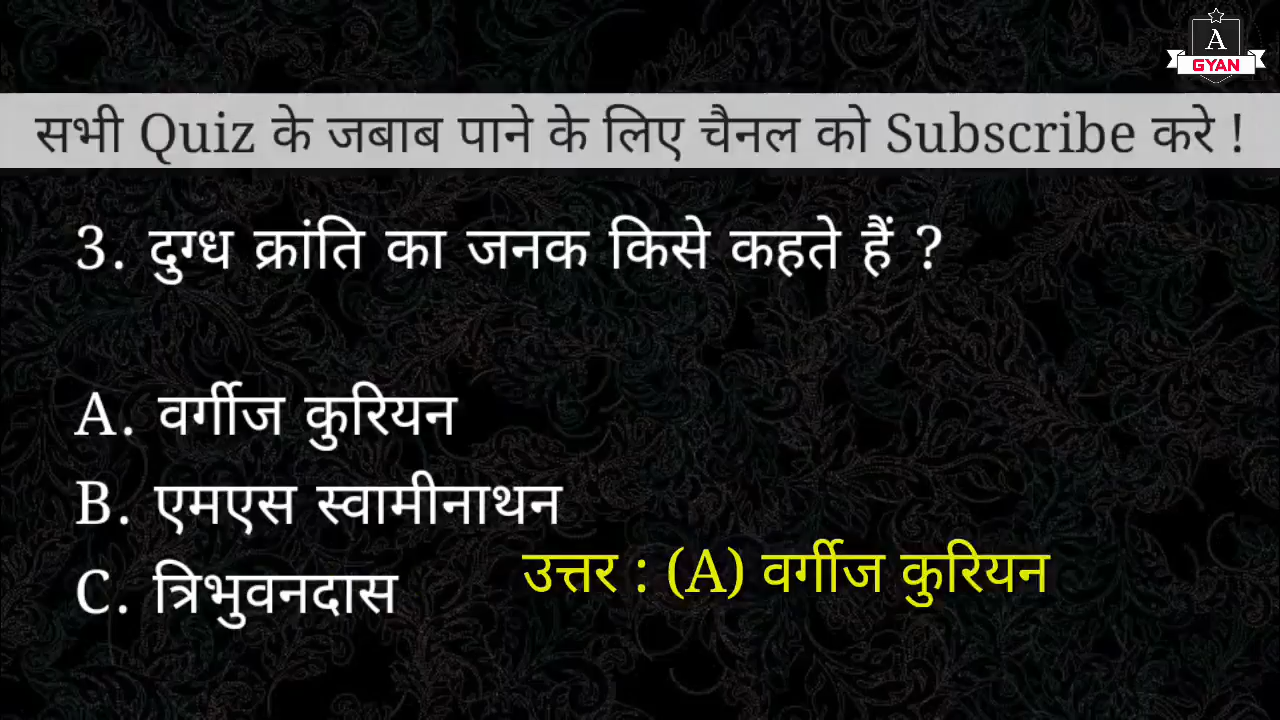 A
GYAN
सभी Quiz के जबाब पाने के लिए चैनल को Subscribe करे !
3. दुग्ध क्रांति का जनक किसे कहते हैं ?
A. वर्गीज कुरियन
B. एमएस स्वामीनाथन
C. त्रिभुवनदास
उत्तर : (A) वर्गीज कुरियन